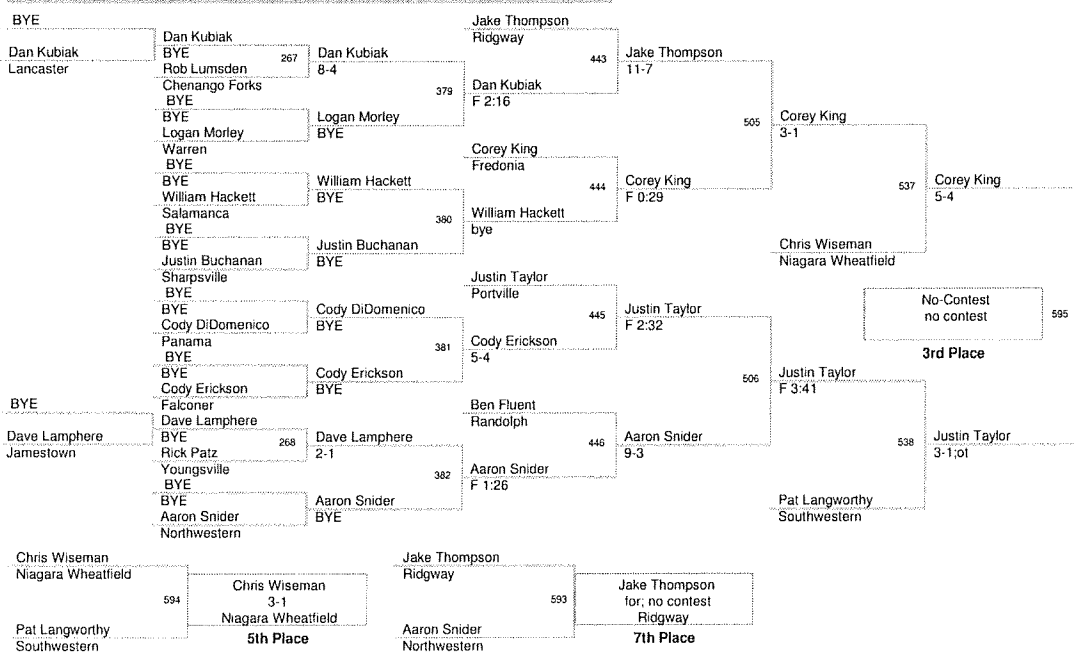 BYE
Dan Kubiak
Lancaster
Dan Kubiak
BYE
Rob Lumsden
Chenango Forks
267
BYE
BYE
Logan Morley
Warren
BYE
BYE
William Hackett
Salamanca
BYE
BYE
Justin Buchanan
Sharpsville
BYE
BYE
Cody DiDomenico
Panama
BYE
BYE
Cody Erickson
Falconer
BYE
Dave Lamphere
Jamestown
Dave Lamphere
BYE
Rick Patz
Youngsville
268
BYE
BYE
Aaron Snider
Northwestern
Dan Kubiak
8-4
379
Logan Morley
BYE
William Hackett
BYE
380
Justin Buchanan
BYE
Cody DiDomenico
BYE
381
Cody Erickson
BYE
Dave Lamphere
2-1
382
Aaron Snider
BYE
Jake Thompson
Ridgway
443
Dan Kubiak
F 2:16
Corey King
Fredonia
444
William Hackett
bye
Justin Taylor
Portville
445
Cody Erickson
5-4
Ben Fluent
Randolph
446
Aaron Snider
F 1:26
Jake Thompson
11-7
505
Corey King
F 0:29
Justin Taylor
F 2:32
506
Aaron Snider
9-3
Corey King
3-1
537
Chris Wiseman
Niagara Wheatfield
Corey King
5-4
No-Contest
no contest
595
3rd Place
Justin Taylor
F 3:41
538
Pat Langworthy
Southwestern
Justin Taylor
3-1;ot
Chris Wiseman
Niagara Wheatfield
594
Pat Langworthy
Southwestern
Chris Wiseman
3-1
Niagara Wheatfield
5th Place
Jake Thompson
Ridgway
593
Aaron Snider
Northwestern
Jake Thompson
for; no contest
Ridgway
7th Place